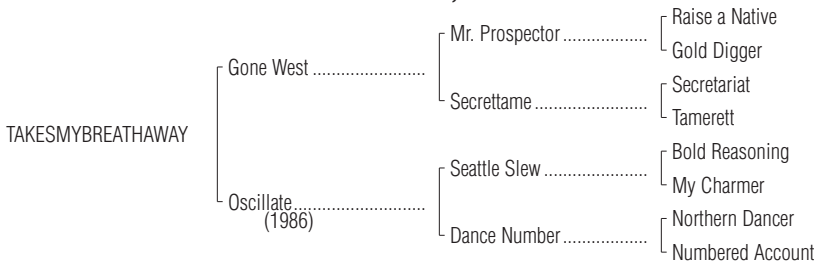 Raise a Native
Mr. Prospector ...................
Gold Digger
Gone West .........................
Secretariat
Secrettame .........................
Tamerett
TAKESMYBREATHAWAY
Bold Reasoning
Seattle Slew .......................
My Charmer
Oscillate.............................
(1986)
Northern Dancer
Dance Number...................
Numbered Account